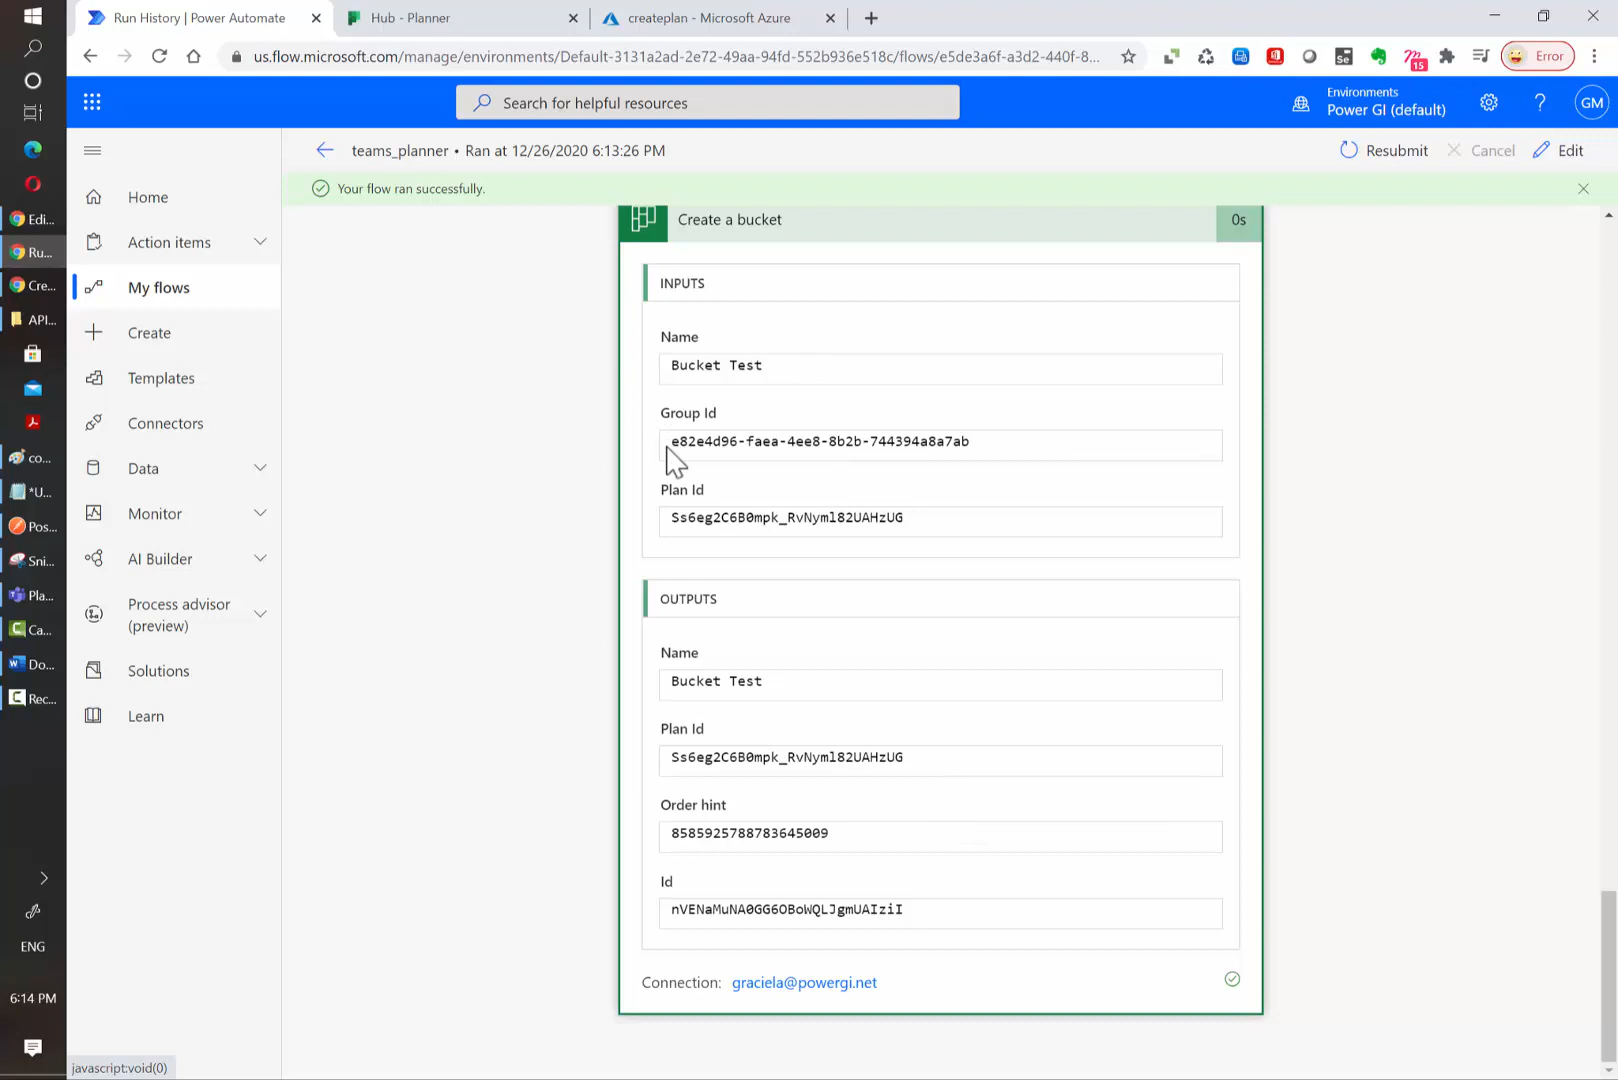 Run History | Power Automate
Hub - Planner
createplan - Microsoft Azure
us.flow.microsoft.com/manage/environments/Default-3131a2ad-2e72-49aa-94fd-552b936e518c/flows/e5de3a6f-a3d2-440f-8...
Se
15
Error
Search for helpful resources
Environments
Power GI (default)
?
GM
teams_planner • Ran at 12/26/2020 6:13:26 PM
Resubmit
Cancel
Edit
Your flow ran successfully.
Home
Action items
My flows
Create
Templates
Connectors
Data
Monitor
AI Builder
Process advisor
(preview)
Solutions
Learn
Edi...
Ru...
Cre...
API...
co...
*U...
Pos...
Sni...
Pla...
Ca...
Do...
Rec...
ENG
6:14 PM
Create a bucket
0s
INPUTS
Name
Bucket Test
Group Id
e82e4d96-faea-4ee8-8b2b-744394a8a7ab
Plan Id
Ss6eg2C6B0mpk_RvNyml82UAHzUG
OUTPUTS
Name
Bucket Test
Plan Id
Ss6eg2C6B0mpk_RvNyml82UAHzUG
Order hint
8585925788783645009
Id
nVENaMuNA0GG6OBoWQLJgmUAIziI
Connection: graciela@powergi.net
javascript:void(0)